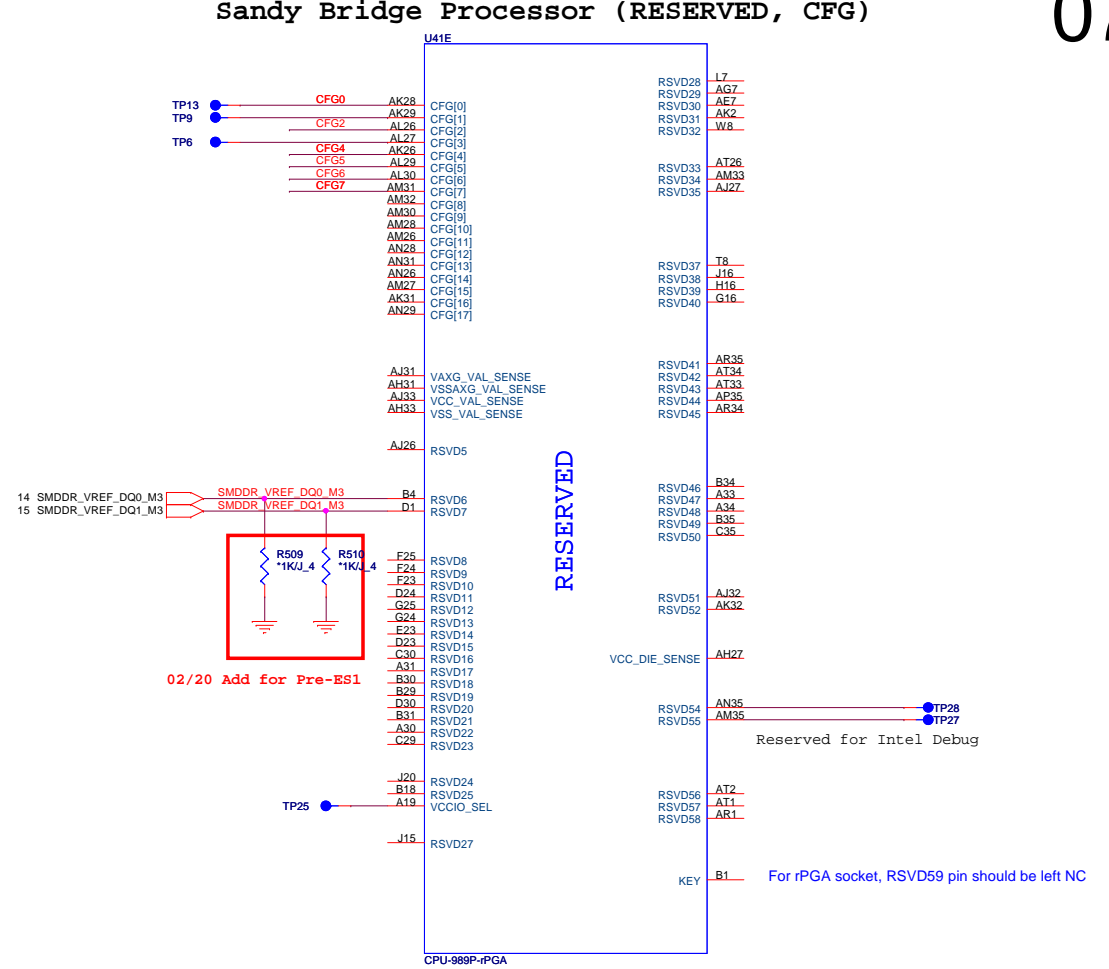 Sandy Bridge Processor (RESERVED, CFG)
U41E
TP13 CFG0 AK28 CFG[0]
TP9 AK29 CFG[1]
CFG2 AL26 CFG[2]
TP6 AL27 CFG[3]
CFG4 AK26 CFG[4]
CFG5 AL29 CFG[5]
CFG6 AL30 CFG[6]
CFG7 AM31 CFG[7]
AM32 CFG[8]
AM30 CFG[9]
AM28 CFG[10]
AM26 CFG[11]
AN28 CFG[12]
AN31 CFG[13]
AN26 CFG[14]
AM27 CFG[15]
AK31 CFG[16]
AN29 CFG[17]
AJ31 VAXG_VAL_SENSE
AH31 VSSAXG_VAL_SENSE
AJ33 VCC_VAL_SENSE
AH33 VSS_VAL_SENSE
AJ26 RSVD5
14 SMDDR_VREF_DQ0_M3 SMDDR_VREF_DQ0_M3 B4 RSVD6
15 SMDDR_VREF_DQ1_M3 SMDDR_VREF_DQ1_M3 D1 RSVD7
R509 R510
*1K/J_4 *1K/J_4
02/20 Add for Pre-ES1
F25 RSVD8
F24 RSVD9
F23 RSVD10
D24 RSVD11
G25 RSVD12
G24 RSVD13
E23 RSVD14
D23 RSVD15
C30 RSVD16
A31 RSVD17
B30 RSVD18
B29 RSVD19
D30 RSVD20
B31 RSVD21
A30 RSVD22
C29 RSVD23
J20 RSVD24
B18 RSVD25
TP25 A19 VCCIO_SEL
J15 RSVD27
RESERVED
RSVD28 L7
RSVD29 AG7
RSVD30 AE7
RSVD31 AK2
RSVD32 W8
RSVD33 AT26
RSVD34 AM33
RSVD35 AJ27
RSVD37 T8
RSVD38 J16
RSVD39 H16
RSVD40 G16
RSVD41 AR35
RSVD42 AT34
RSVD43 AT33
RSVD44 AP35
RSVD45 AR34
RSVD46 B34
RSVD47 A33
RSVD48 A34
RSVD49 B35
RSVD50 C35
RSVD51 AJ32
RSVD52 AK32
VCC_DIE_SENSE AH27
RSVD54 AN35 TP28
RSVD55 AM35 TP27
Reserved for Intel Debug
RSVD56 AT2
RSVD57 AT1
RSVD58 AR1
KEY B1 For rPGA socket, RSVD59 pin should be left NC
CPU-989P-rPGA